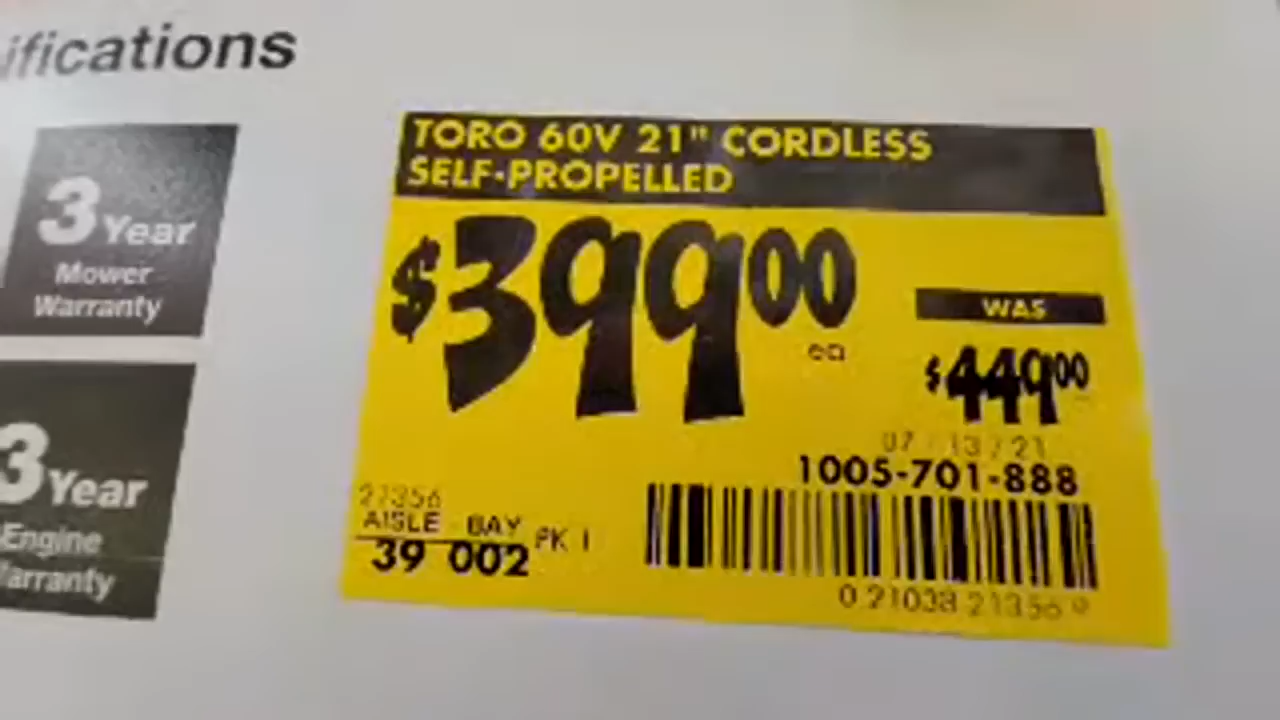 ifications
3 Year
Mower
Warranty
3 Year
Engine
arranty
TORO 60V 21" CORDLESS
SELF-PROPELLED
$399.00
ea
WAS
$449.00
07/13/21
1005-701-888
21356
AISLE BAY
39 002
PK 1
0 21038 21356 9